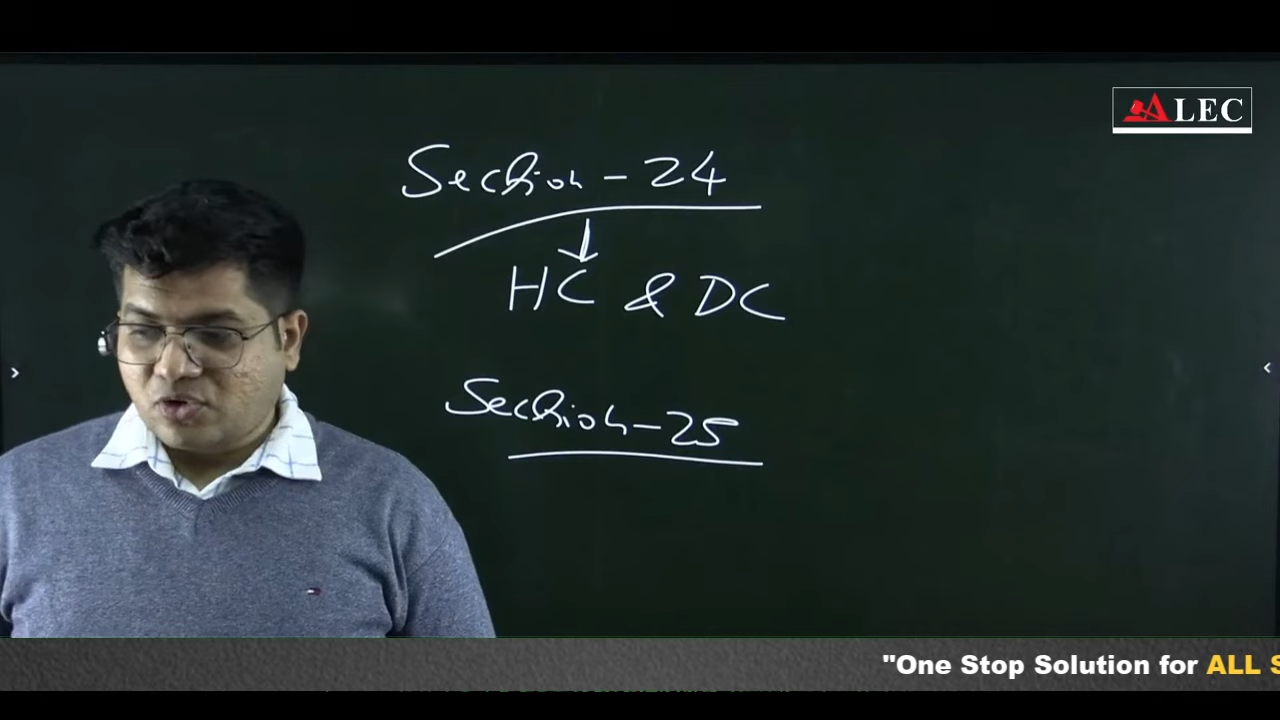 ALEC
Section - 24
HC & DC
Section - 25
"One Stop Solution for ALL S